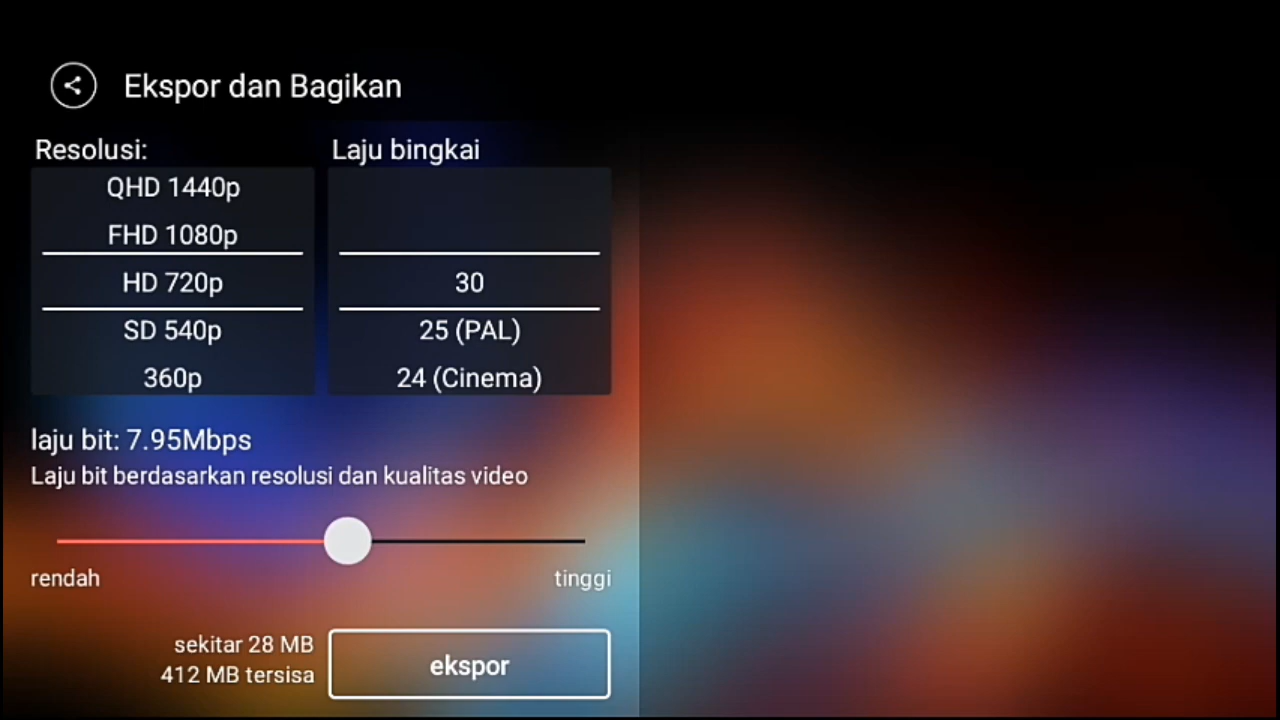 Ekspor dan Bagikan
Resolusi:
QHD 1440p
FHD 1080p
HD 720p
SD 540p
360p
Laju bingkai
30
25 (PAL)
24 (Cinema)
laju bit: 7.95Mbps
Laju bit berdasarkan resolusi dan kualitas video
rendah
tinggi
sekitar 28 MB
412 MB tersisa
ekspor